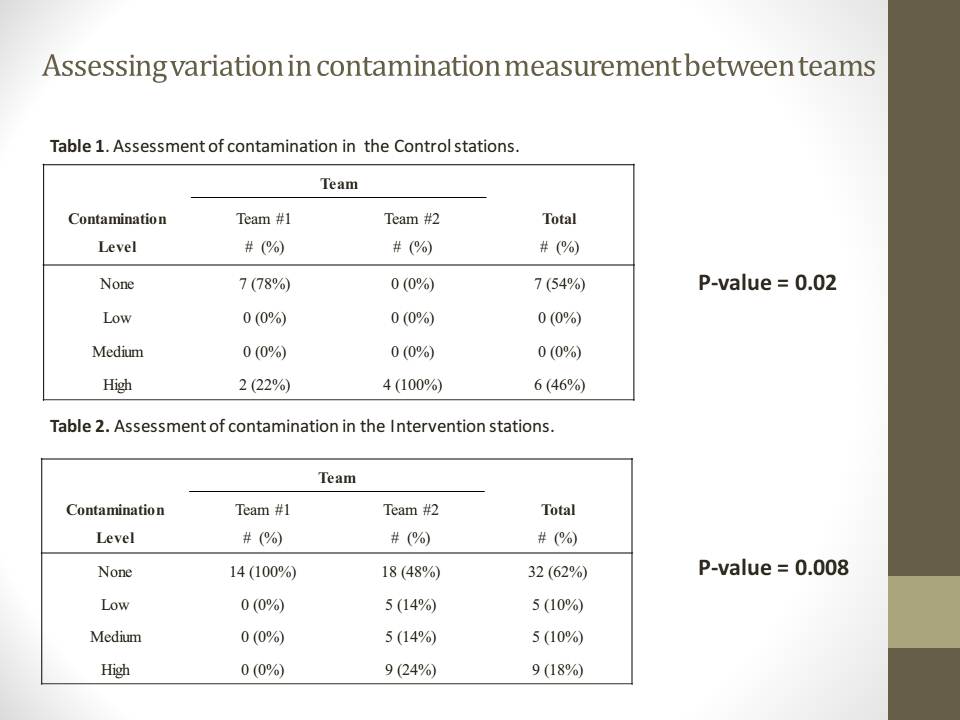 Assessing variation in contamination measurement between teams
Table 1. Assessment of contamination in the Control stations.
Team
Contamination Team #1 Team #2 Total
Level # (%) # (%) # (%)
None 7 (78%) 0 (0%) 7 (54%)
P-value = 0.02
Low 0 (0%) 0 (0%) 0 (0%)
Medium 0 (0%) 0 (0%) 0 (0%)
High 2 (22%) 4 (100%) 6 (46%)
Table 2. Assessment of contamination in the Intervention stations.
Team
Contamination Team #1 Team #2 Total
Level # (%) # (%) # (%)
None 14 (100%) 18 (48%) 32 (62%)
P-value = 0.008
Low 0 (0%) 5 (14%) 5 (10%)
Medium 0 (0%) 5 (14%) 5 (10%)
High 0 (0%) 9 (24%) 9 (18%)